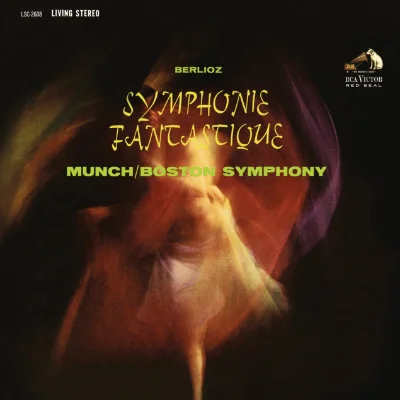 LSC-2608 LIVING STEREO
BERLIOZ
SYMPHONIE
FANTASTIQUE
MUNCH/BOSTON SYMPHONY
RCA VICTOR
RED SEAL